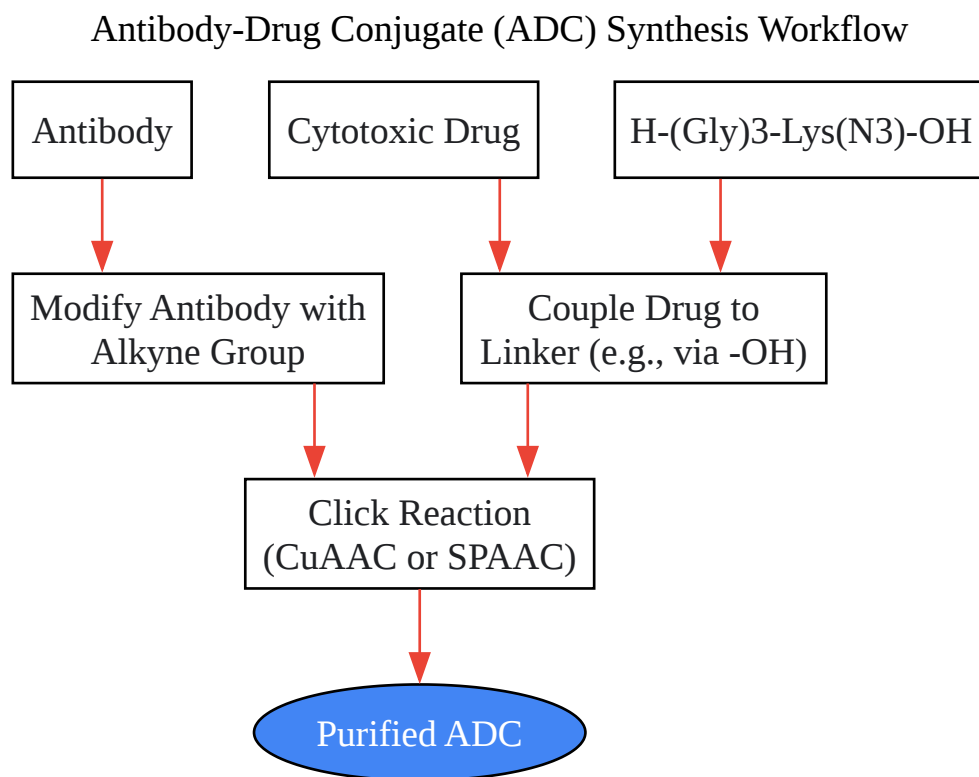 Antibody-Drug Conjugate (ADC) Synthesis Workflow
Antibody
Cytotoxic Drug
H-(Gly)3-Lys(N3)-OH
Modify Antibody with
Alkyne Group
Couple Drug to
Linker (e.g., via -OH)
Click Reaction
(CuAAC or SPAAC)
Purified ADC